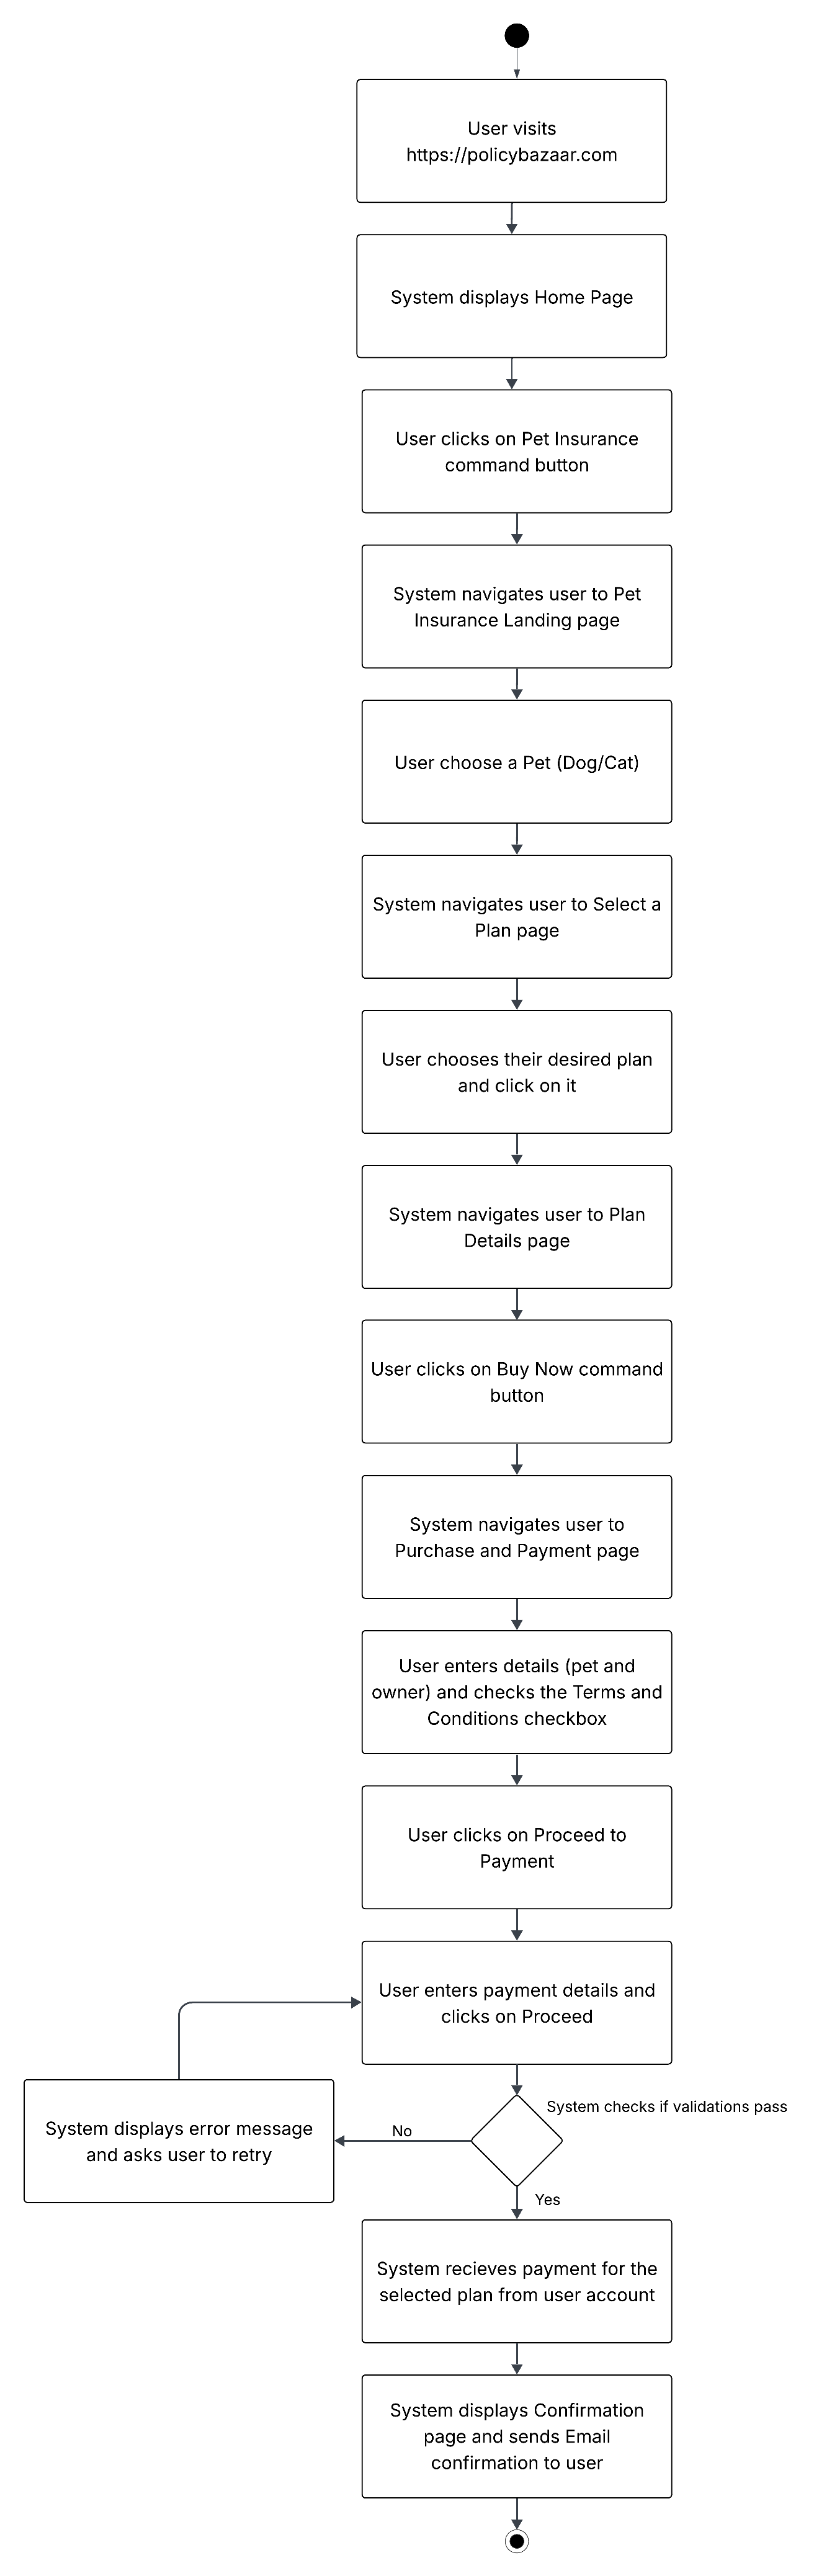 User visits
https://policybazaar.com
System displays Home Page
User clicks on Pet Insurance
command button
System navigates user to Pet
Insurance Landing page
User choose a Pet (Dog/Cat)
System navigates user to Select a
Plan page
User chooses their desired plan
and click on it
System navigates user to Plan
Details page
User clicks on Buy Now command
button
System navigates user to
Purchase and Payment page
User enters details (pet and
owner) and checks the Terms and
Conditions checkbox
User clicks on Proceed to
Payment
User enters payment details and
clicks on Proceed
System checks if validations pass
No
System displays error message
and asks user to retry
Yes
System recieves payment for the
selected plan from user account
System displays Confirmation
page and sends Email
confirmation to user